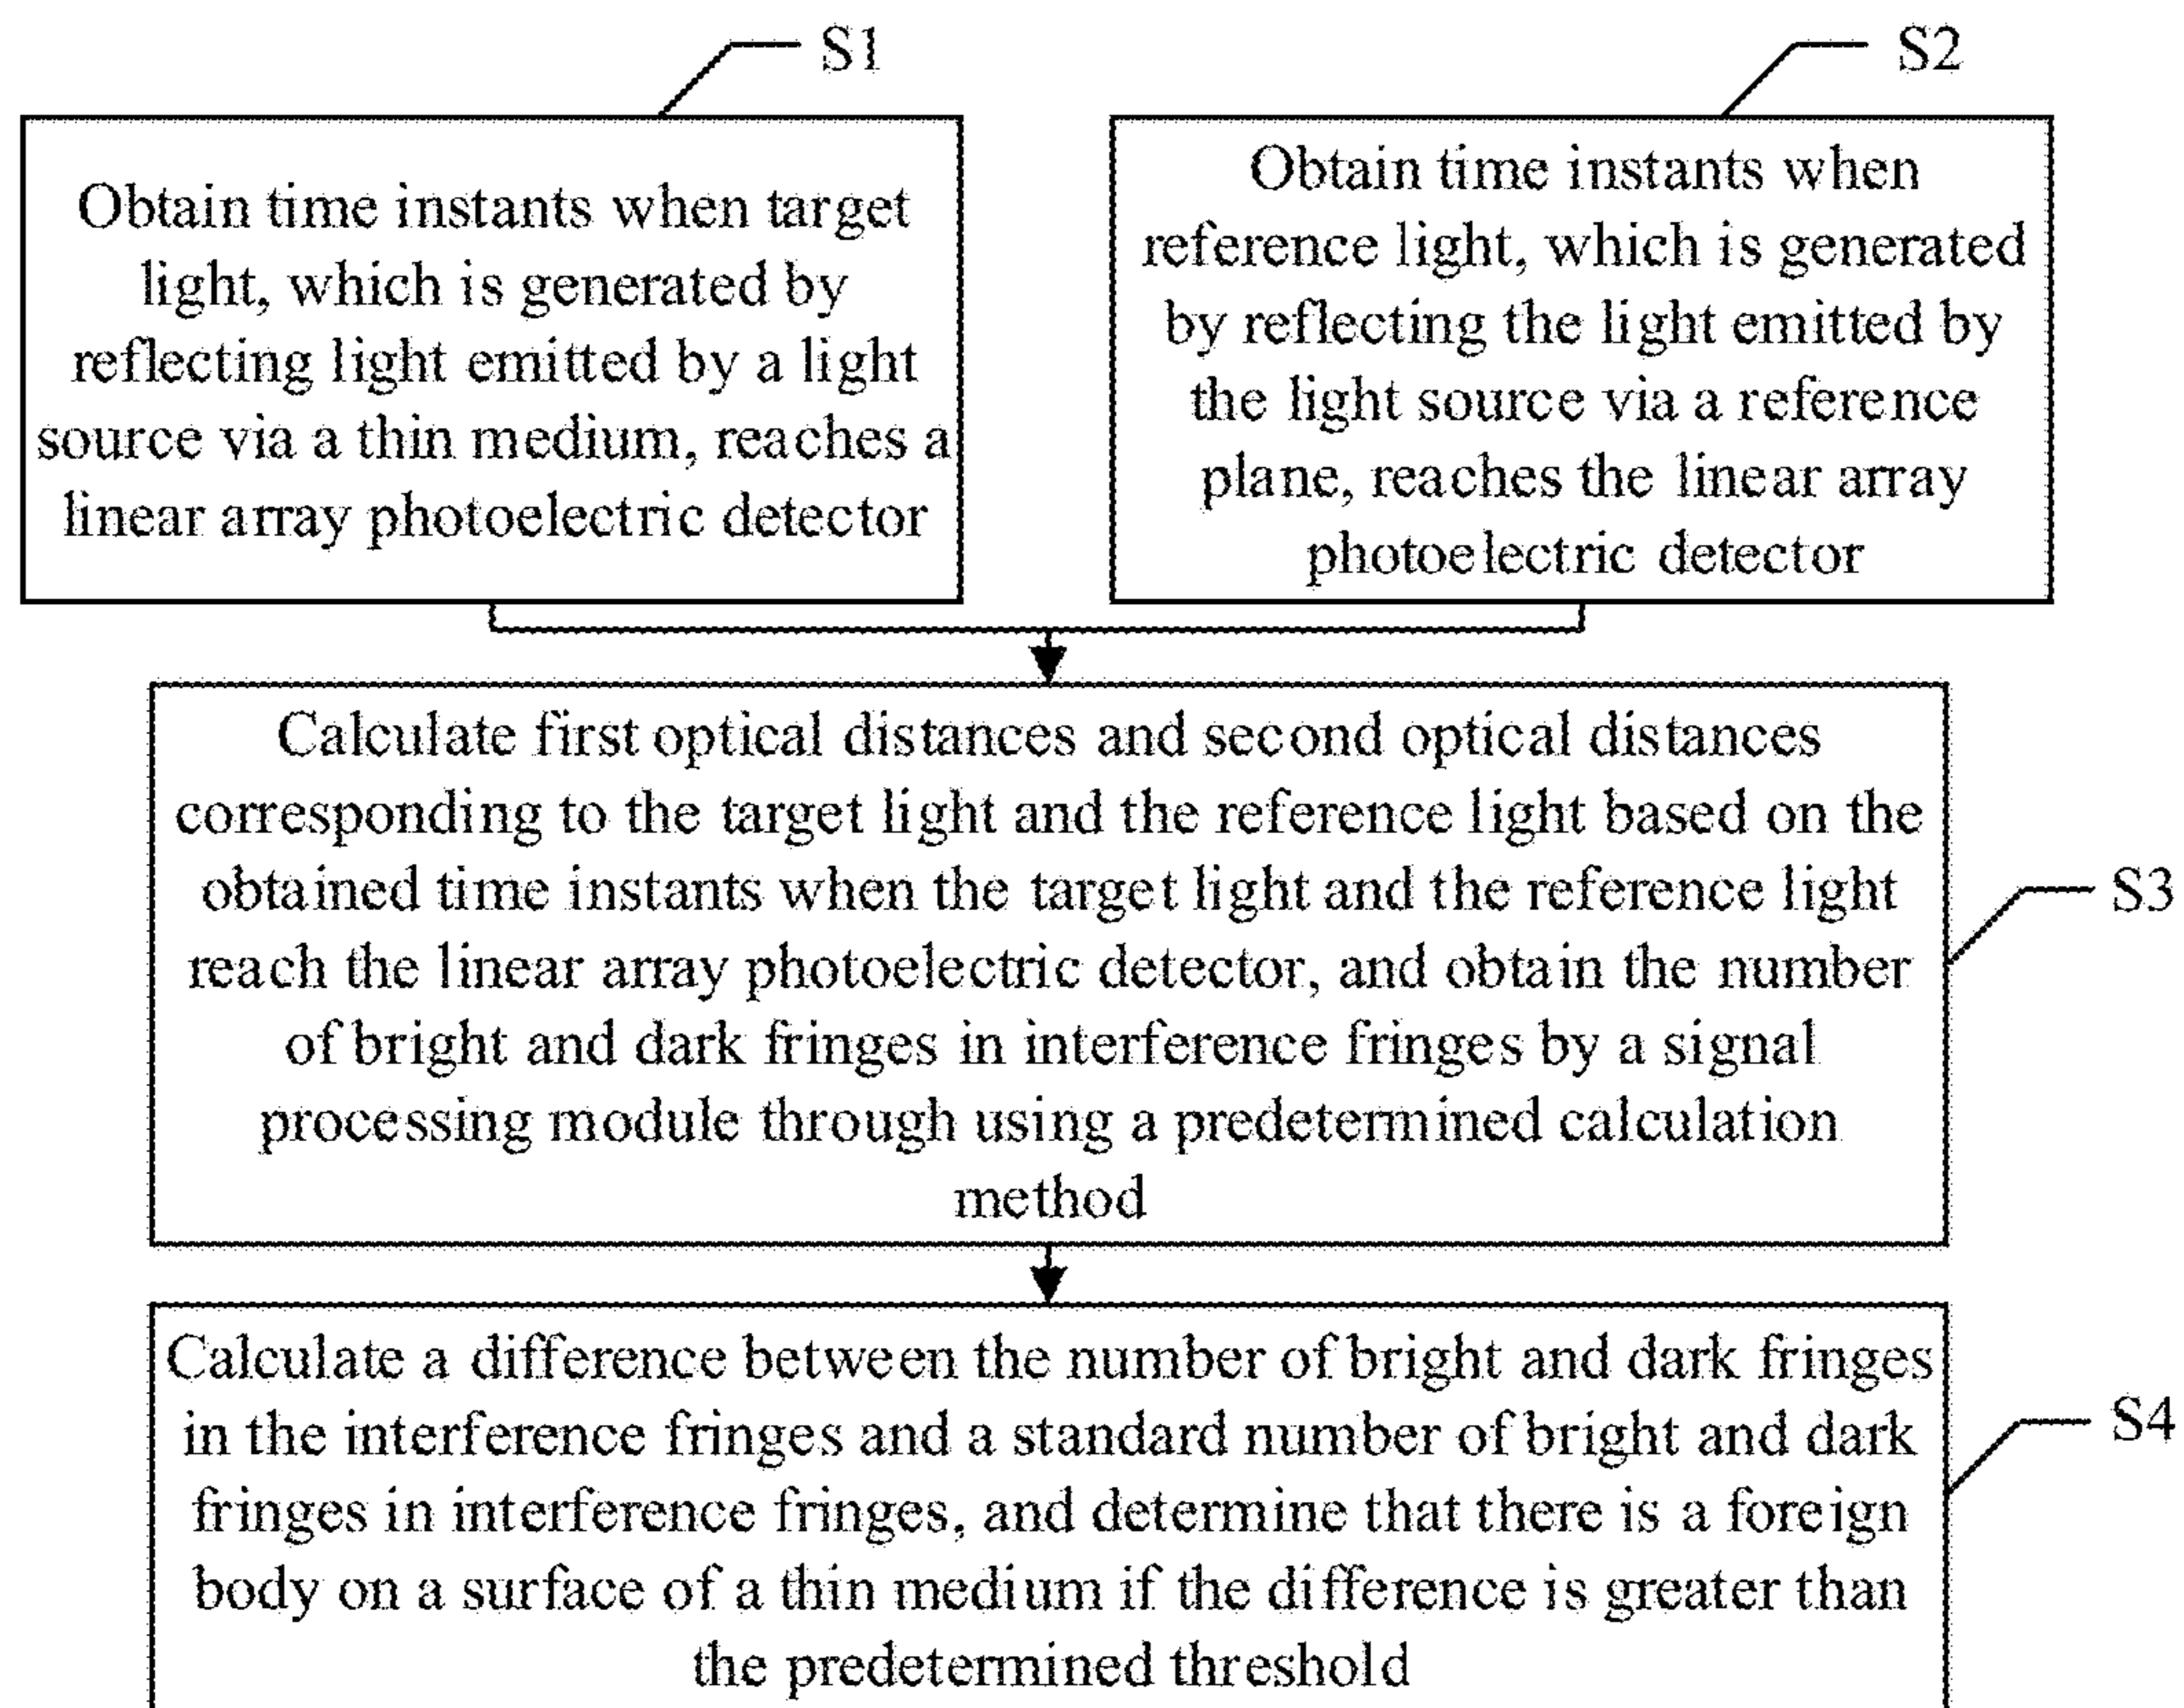 S1
Obtain time instants when target
light, which is generated by
reflecting light emitted by a light
source via a thin medium, reaches a
linear array photoelectric detector
S2
Obtain time instants when
reference light, which is generated
by reflecting the light emitted by
the light source via a reference
plane, reaches the linear array
photoelectric detector
Calculate first optical distances and second optical distances
corresponding to the target light and the reference light based on the
obtained time instants when the target light and the reference light
reach the linear array photoelectric detector, and obtain the number
of bright and dark fringes in interference fringes by a signal
processing module through using a predetermined calculation
method
S3
Calculate a difference between the number of bright and dark fringes
in the interference fringes and a standard number of bright and dark
fringes in interference fringes, and determine that there is a foreign
body on a surface of a thin medium if the difference is greater than
the predetermined threshold
S4